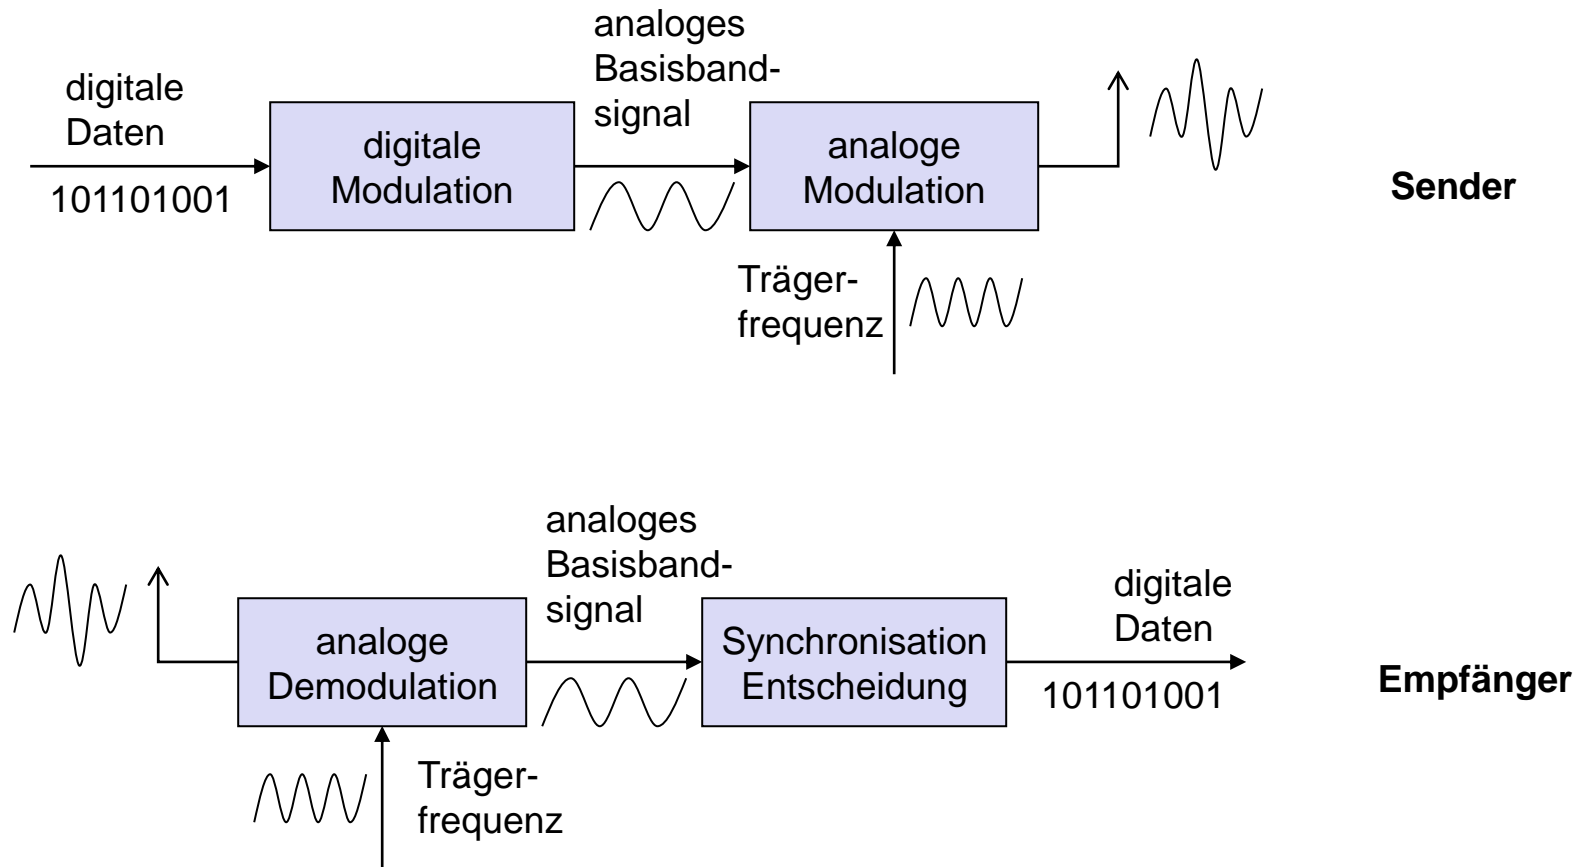 digitale
Daten
101101001
digitale
Modulation
analoges
Basisband-
signal
analoge
Modulation
Träger-
frequenz
Sender
analoge
Demodulation
Träger-
frequenz
analoges
Basisband-
signal
Synchronisation
Entscheidung
digitale
Daten
101101001
Empfänger